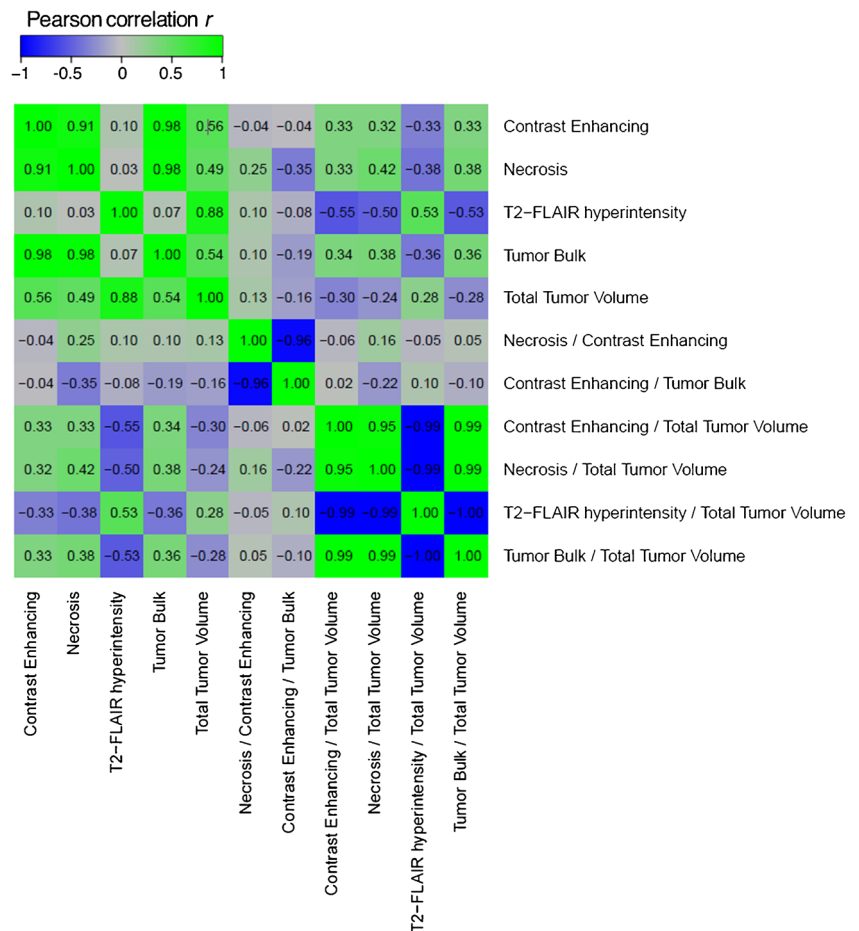 Pearson correlation r
−1 -0.5 0 0.5 1
1.00 0.91 0.10 0.98 0.56 −0.04 −0.04 0.33 0.32 −0.33 0.33 Contrast Enhancing
0.91 1.00 0.03 0.98 0.49 0.25 −0.35 0.33 0.42 −0.38 0.38 Necrosis
0.10 0.03 1.00 0.07 0.88 0.10 −0.08 −0.55 −0.50 0.53 −0.53 T2−FLAIR hyperintensity
0.98 0.98 0.07 1.00 0.54 0.10 −0.19 0.34 0.38 −0.36 0.36 Tumor Bulk
0.56 0.49 0.88 0.54 1.00 0.13 −0.16 −0.30 −0.24 0.28 −0.28 Total Tumor Volume
−0.04 0.25 0.10 0.10 0.13 1.00 −0.96 −0.06 0.16 −0.05 0.05 Necrosis / Contrast Enhancing
−0.04 −0.35 −0.08 −0.19 −0.16 −0.96 1.00 0.02 −0.22 0.10 −0.10 Contrast Enhancing / Tumor Bulk
0.33 0.33 −0.55 0.34 −0.30 −0.06 0.02 1.00 0.95 −0.99 0.99 Contrast Enhancing / Total Tumor Volume
0.32 0.42 −0.50 0.38 −0.24 0.16 −0.22 0.95 1.00 −0.99 0.99 Necrosis / Total Tumor Volume
−0.33 −0.38 0.53 −0.36 0.28 −0.05 0.10 −0.99 −0.99 1.00 −1.00 T2−FLAIR hyperintensity / Total Tumor Volume
0.33 0.38 −0.53 0.36 −0.28 0.05 −0.10 0.99 0.99 −1.00 1.00 Tumor Bulk / Total Tumor Volume
Contrast Enhancing
Necrosis
T2−FLAIR hyperintensity
Tumor Bulk
Total Tumor Volume
Necrosis / Contrast Enhancing
Contrast Enhancing / Tumor Bulk
Contrast Enhancing / Total Tumor Volume
Necrosis / Total Tumor Volume
T2−FLAIR hyperintensity / Total Tumor Volume
Tumor Bulk / Total Tumor Volume